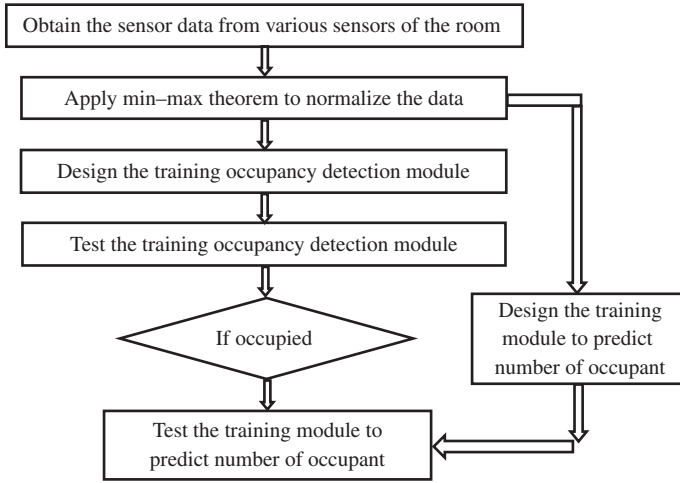 Obtain the sensor data from various sensors of the room
Apply min–max theorem to normalize the data
Design the training occupancy detection module
Test the training occupancy detection module
If occupied
Design the training
module to predict
number of occupant
Test the training module to
predict number of occupant